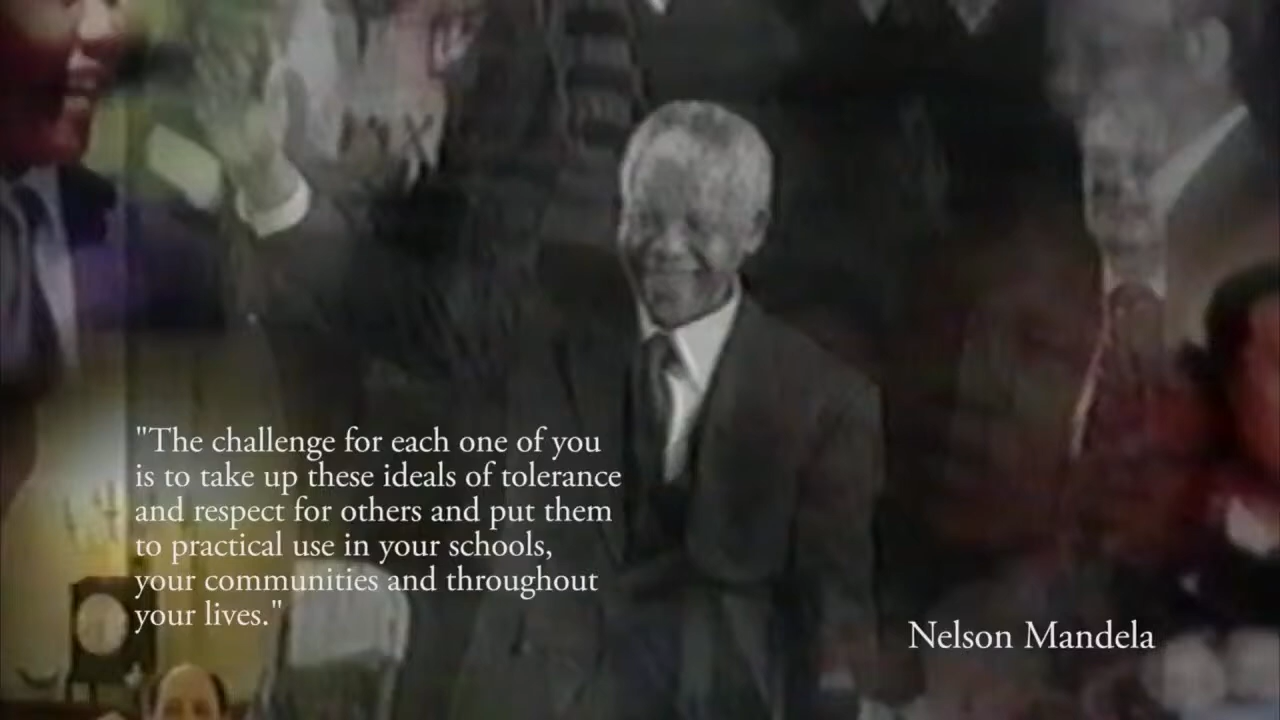 "The challenge for each one of you
is to take up these ideals of tolerance
and respect for others and put them
to practical use in your schools,
your communities and throughout
your lives."
Nelson Mandela